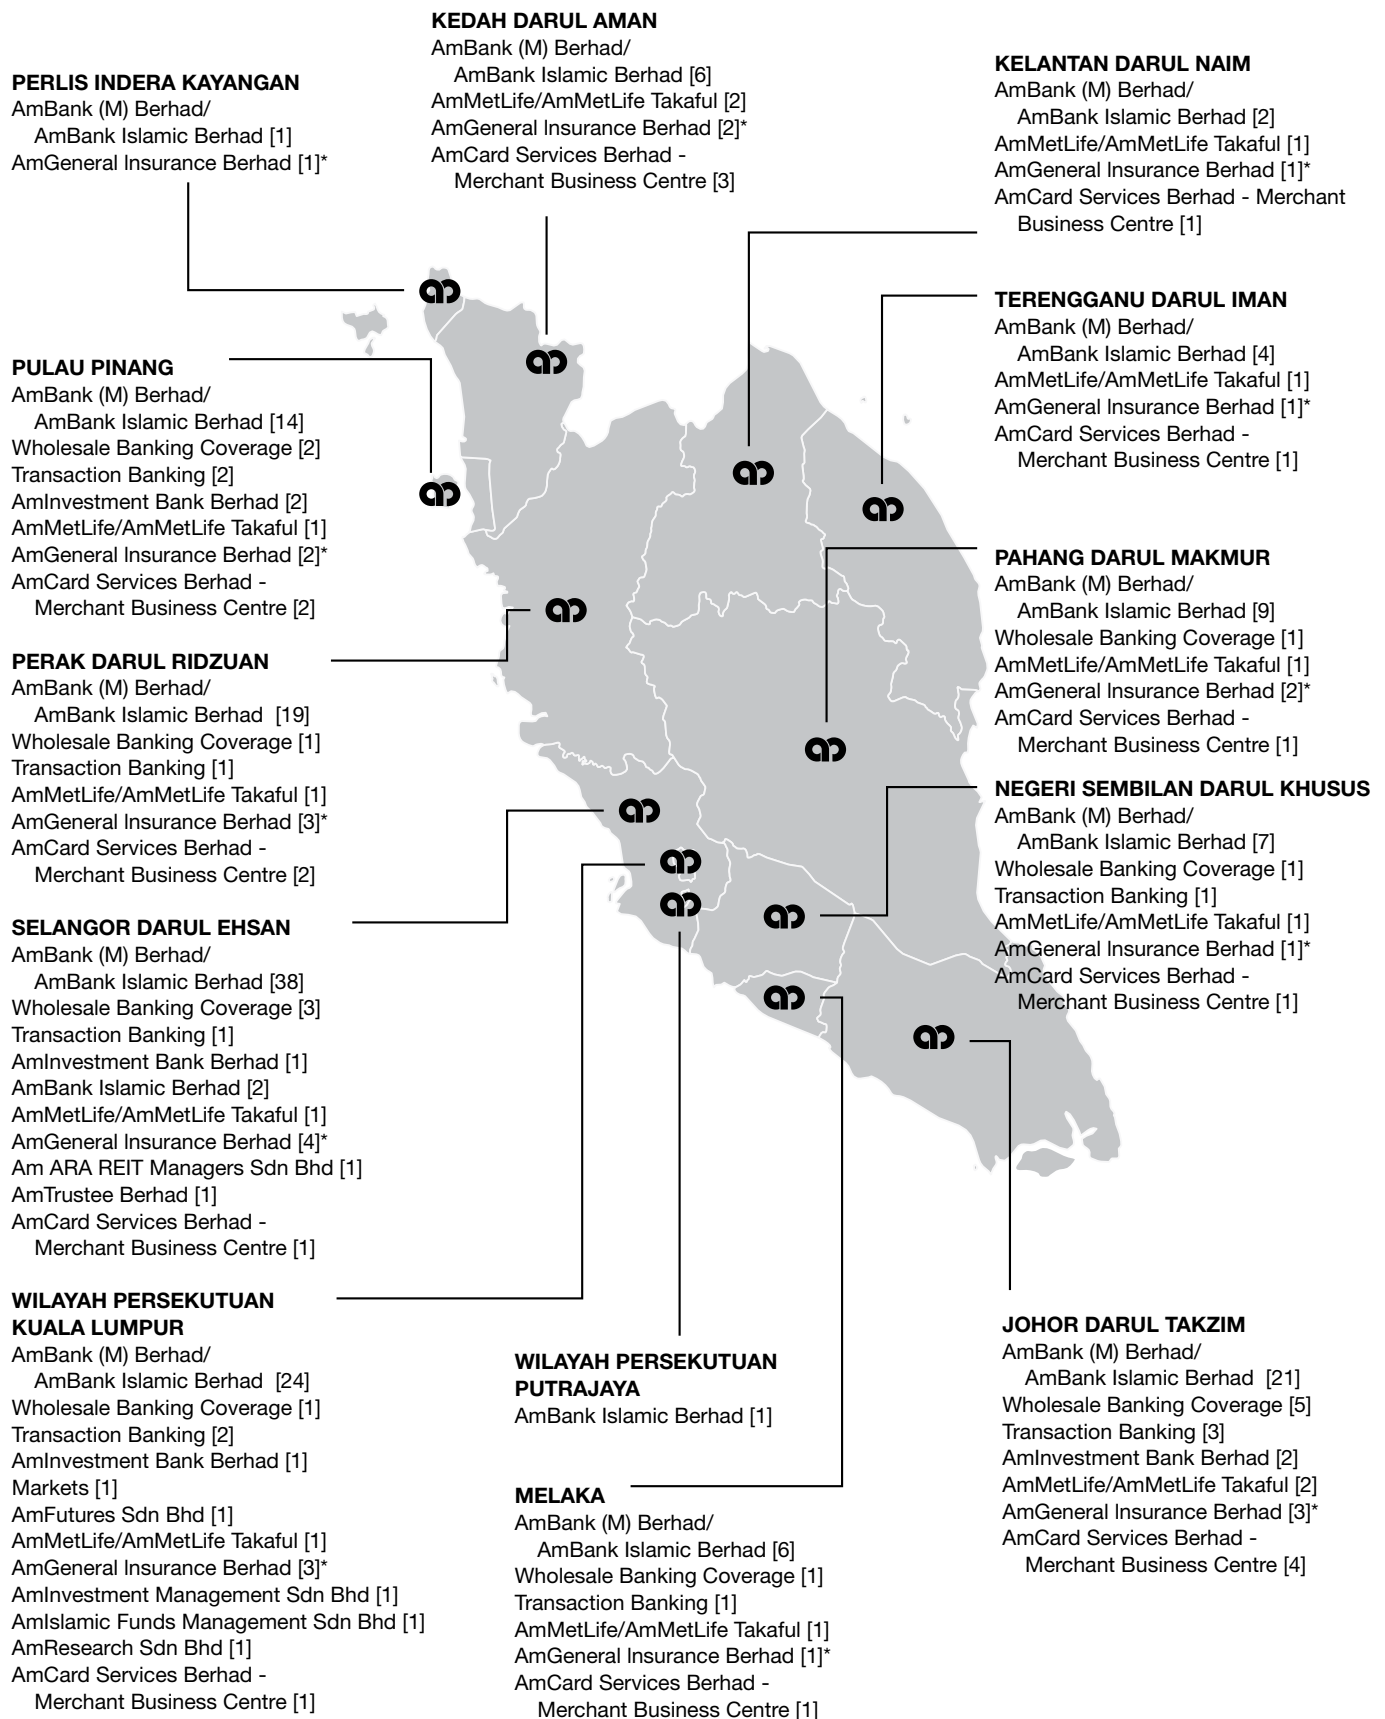 PERLIS INDERA KAYANGAN
AmBank (M) Berhad/
AmBank Islamic Berhad [1]
AmGeneral Insurance Berhad [1]*
KEDAH DARUL AMAN
AmBank (M) Berhad/
AmBank Islamic Berhad [6]
AmMetLife/AmMetLife Takaful [2]
AmGeneral Insurance Berhad [2]*
AmCard Services Berhad -
Merchant Business Centre [3]
KELANTAN DARUL NAIM
AmBank (M) Berhad/
AmBank Islamic Berhad [2]
AmMetLife/AmMetLife Takaful [1]
AmGeneral Insurance Berhad [1]*
AmCard Services Berhad - Merchant
Business Centre [1]
TERENGGANU DARUL IMAN
AmBank (M) Berhad/
AmBank Islamic Berhad [4]
AmMetLife/AmMetLife Takaful [1]
AmGeneral Insurance Berhad [1]*
AmCard Services Berhad -
Merchant Business Centre [1]
PULAU PINANG
AmBank (M) Berhad/
AmBank Islamic Berhad [14]
Wholesale Banking Coverage [2]
Transaction Banking [2]
AmInvestment Bank Berhad [2]
AmMetLife/AmMetLife Takaful [1]
AmGeneral Insurance Berhad [2]*
AmCard Services Berhad -
Merchant Business Centre [2]
PAHANG DARUL MAKMUR
AmBank (M) Berhad/
AmBank Islamic Berhad [9]
Wholesale Banking Coverage [1]
AmMetLife/AmMetLife Takaful [1]
AmGeneral Insurance Berhad [2]*
AmCard Services Berhad -
Merchant Business Centre [1]
PERAK DARUL RIDZUAN
AmBank (M) Berhad/
AmBank Islamic Berhad [19]
Wholesale Banking Coverage [1]
Transaction Banking [1]
AmMetLife/AmMetLife Takaful [1]
AmGeneral Insurance Berhad [3]*
AmCard Services Berhad -
Merchant Business Centre [2]
NEGERI SEMBILAN DARUL KHUSUS
AmBank (M) Berhad/
AmBank Islamic Berhad [7]
Wholesale Banking Coverage [1]
Transaction Banking [1]
AmMetLife/AmMetLife Takaful [1]
AmGeneral Insurance Berhad [1]*
AmCard Services Berhad -
Merchant Business Centre [1]
SELANGOR DARUL EHSAN
AmBank (M) Berhad/
AmBank Islamic Berhad [38]
Wholesale Banking Coverage [3]
Transaction Banking [1]
AmInvestment Bank Berhad [1]
AmBank Islamic Berhad [2]
AmMetLife/AmMetLife Takaful [1]
AmGeneral Insurance Berhad [4]*
Am ARA REIT Managers Sdn Bhd [1]
AmTrustee Berhad [1]
AmCard Services Berhad -
Merchant Business Centre [1]
WILAYAH PERSEKUTUAN
KUALA LUMPUR
AmBank (M) Berhad/
AmBank Islamic Berhad [24]
Wholesale Banking Coverage [1]
Transaction Banking [2]
AmInvestment Bank Berhad [1]
Markets [1]
AmFutures Sdn Bhd [1]
AmMetLife/AmMetLife Takaful [1]
AmGeneral Insurance Berhad [3]*
AmInvestment Management Sdn Bhd [1]
AmIslamic Funds Management Sdn Bhd [1]
AmResearch Sdn Bhd [1]
AmCard Services Berhad -
Merchant Business Centre [1]
WILAYAH PERSEKUTUAN
PUTRAJAYA
AmBank Islamic Berhad [1]
MELAKA
AmBank (M) Berhad/
AmBank Islamic Berhad [6]
Wholesale Banking Coverage [1]
Transaction Banking [1]
AmMetLife/AmMetLife Takaful [1]
AmGeneral Insurance Berhad [1]*
AmCard Services Berhad -
Merchant Business Centre [1]
JOHOR DARUL TAKZIM
AmBank (M) Berhad/
AmBank Islamic Berhad [21]
Wholesale Banking Coverage [5]
Transaction Banking [3]
AmInvestment Bank Berhad [2]
AmMetLife/AmMetLife Takaful [2]
AmGeneral Insurance Berhad [3]*
AmCard Services Berhad -
Merchant Business Centre [4]